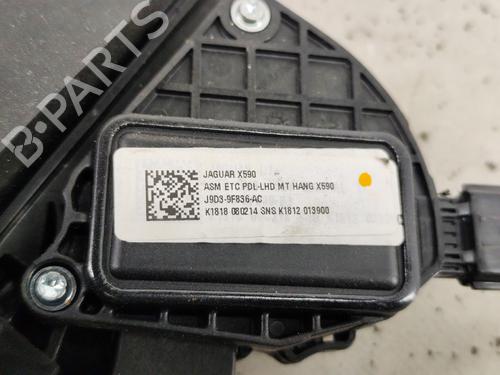 B-PARTS
JAGUAR X590
ASM ETC PDL-LHD MT HANG X590
J9D3-9F836-AC
K1818 080214 SNS K1812 013900